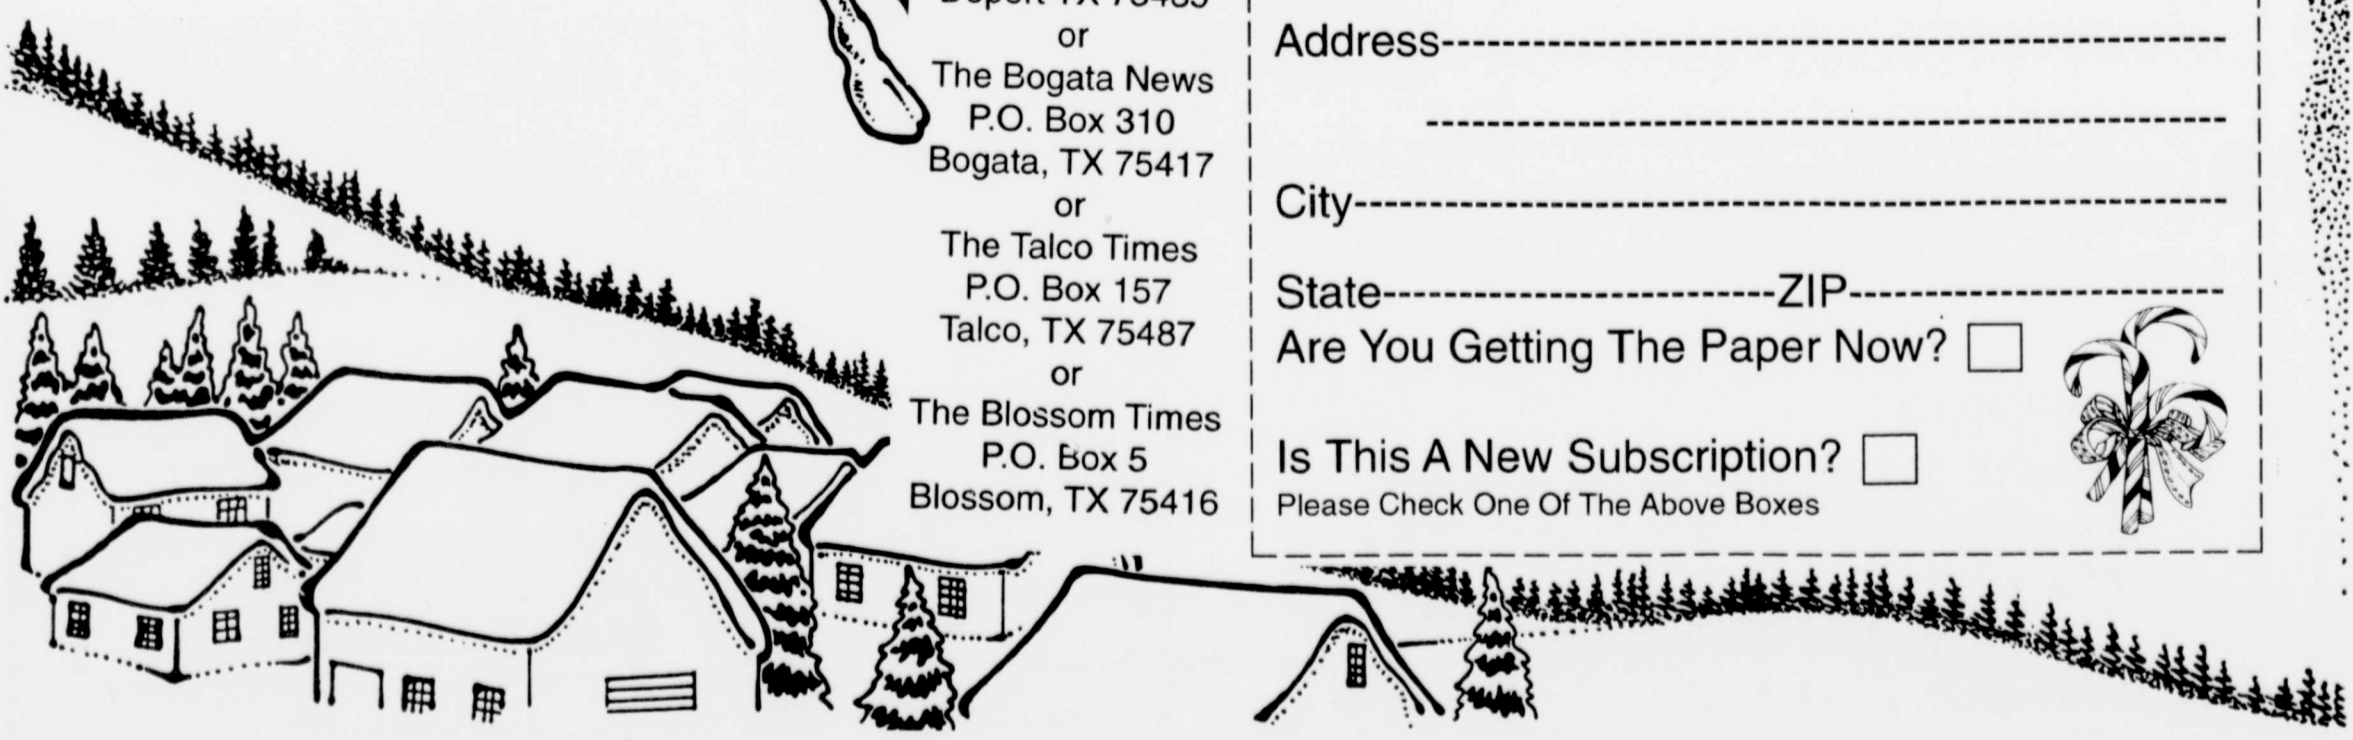 or
The Bogata News
P.O. Box 310
Bogata, TX 75417
or
The Talco Times
P.O. Box 157
Talco, TX 75487
or
The Blossom Times
P.O. Box 5
Blossom, TX 75416
Address
City
State ZIP
Are You Getting The Paper Now?
Is This A New Subscription?
Please Check One Of The Above Boxes